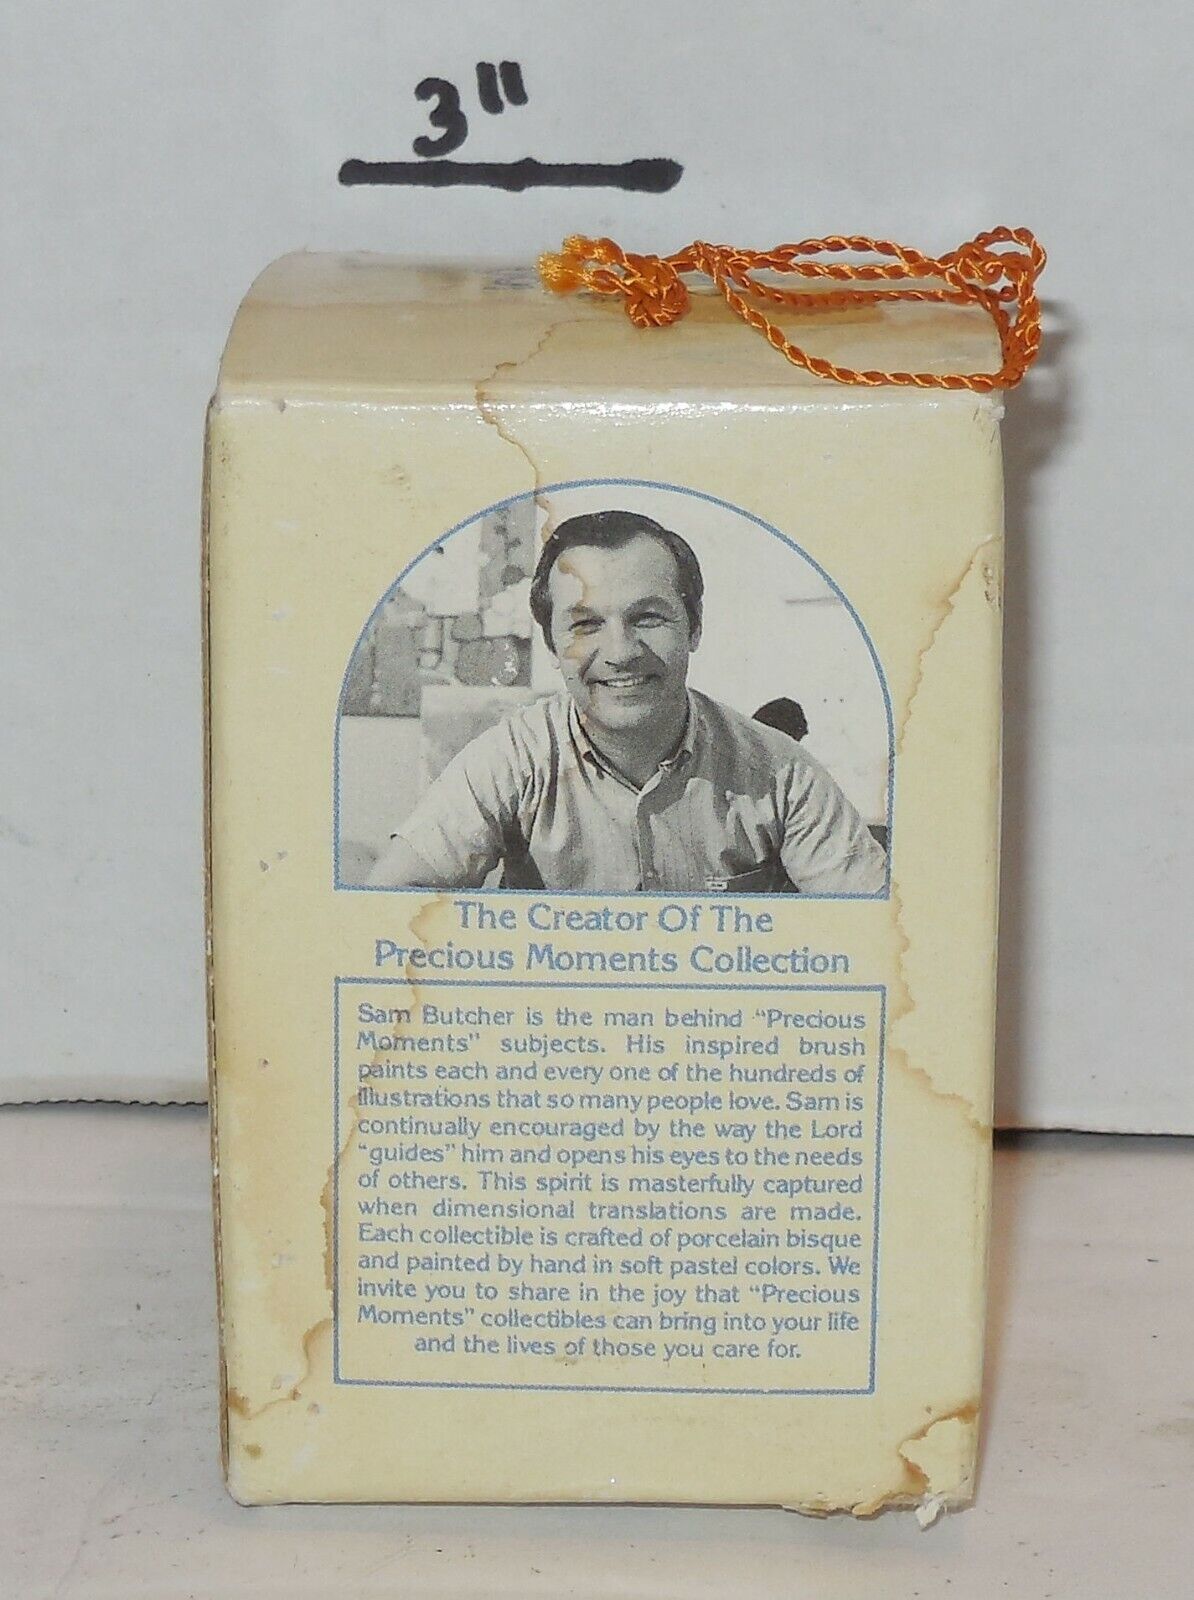 3"
The Creator Of The
Precious Moments Collection
Sam Butcher is the man behind "Precious
Moments" subjects. His inspired brush
paints each and every one of the hundreds of
illustrations that so many people love. Sam is
continually encouraged by the way the Lord
"guides" him and opens his eyes to the needs
of others. This spirit is masterfully captured
when dimensional translations are made.
Each collectible is crafted of porcelain bisque
and painted by hand in soft pastel colors. We
invite you to share in the joy that "Precious
Moments" collectibles can bring into your life
and the lives of those you care for.